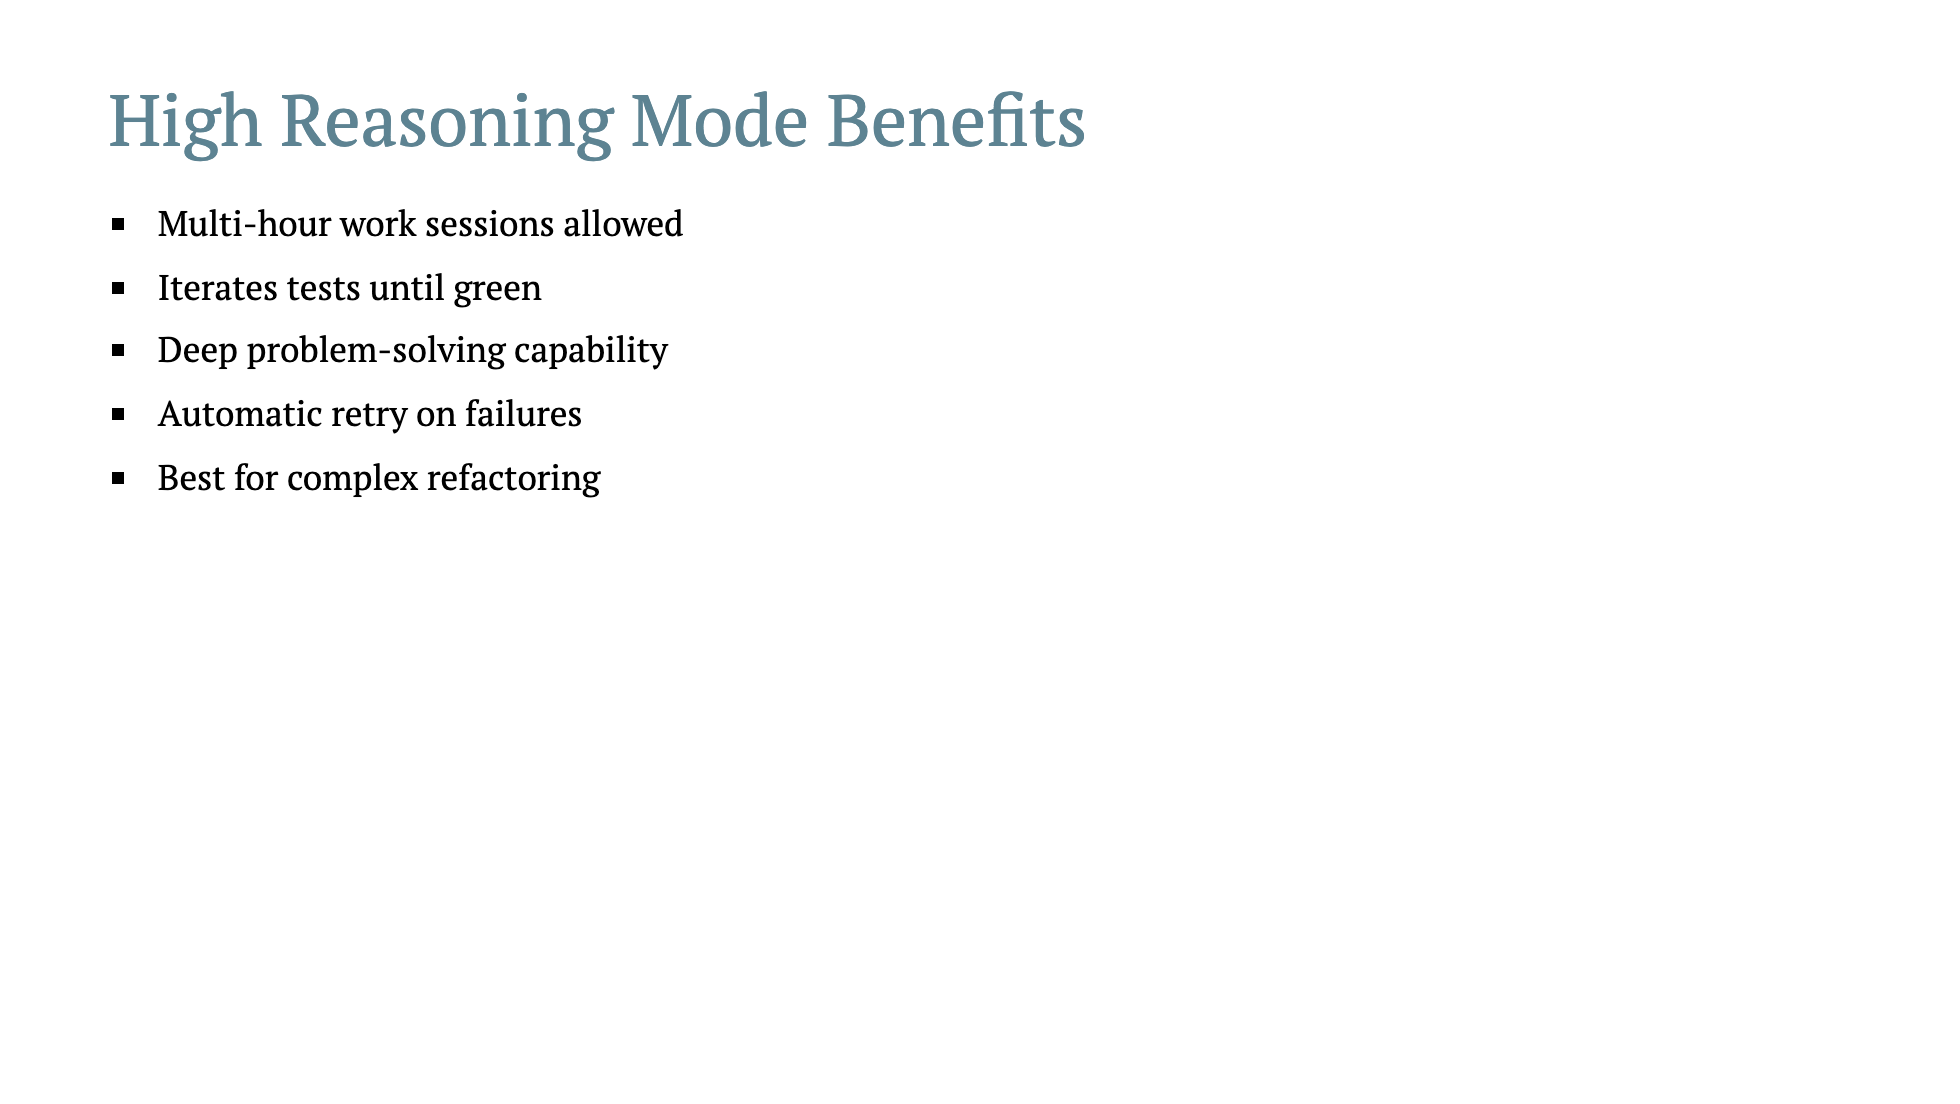 High Reasoning Mode Benefits
▪ Multi-hour work sessions allowed
▪ Iterates tests until green
▪ Deep problem-solving capability
▪ Automatic retry on failures
▪ Best for complex refactoring